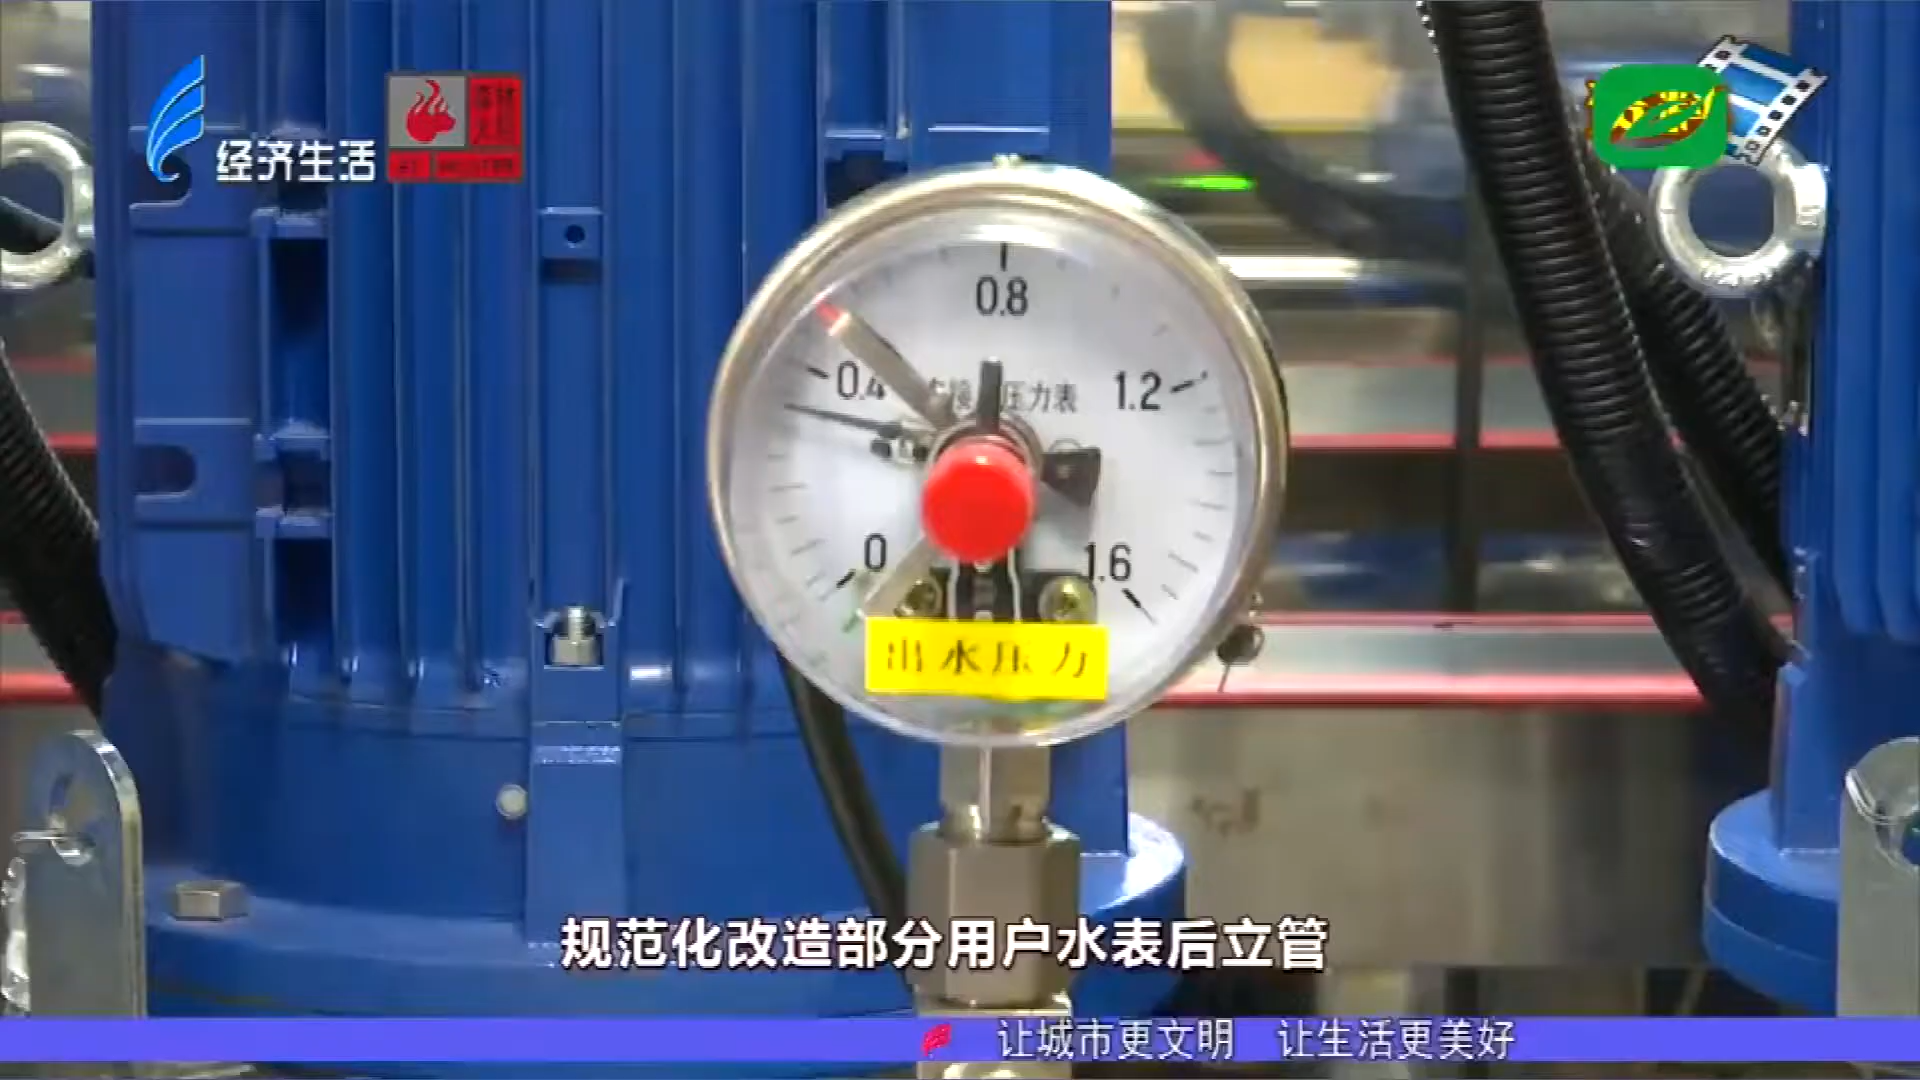 经济生活
0.8
0.4
压力表
1.2
0
1.6
出水压力
规范化改造部分用户水表后立管
让城市更文明 让生活更美好